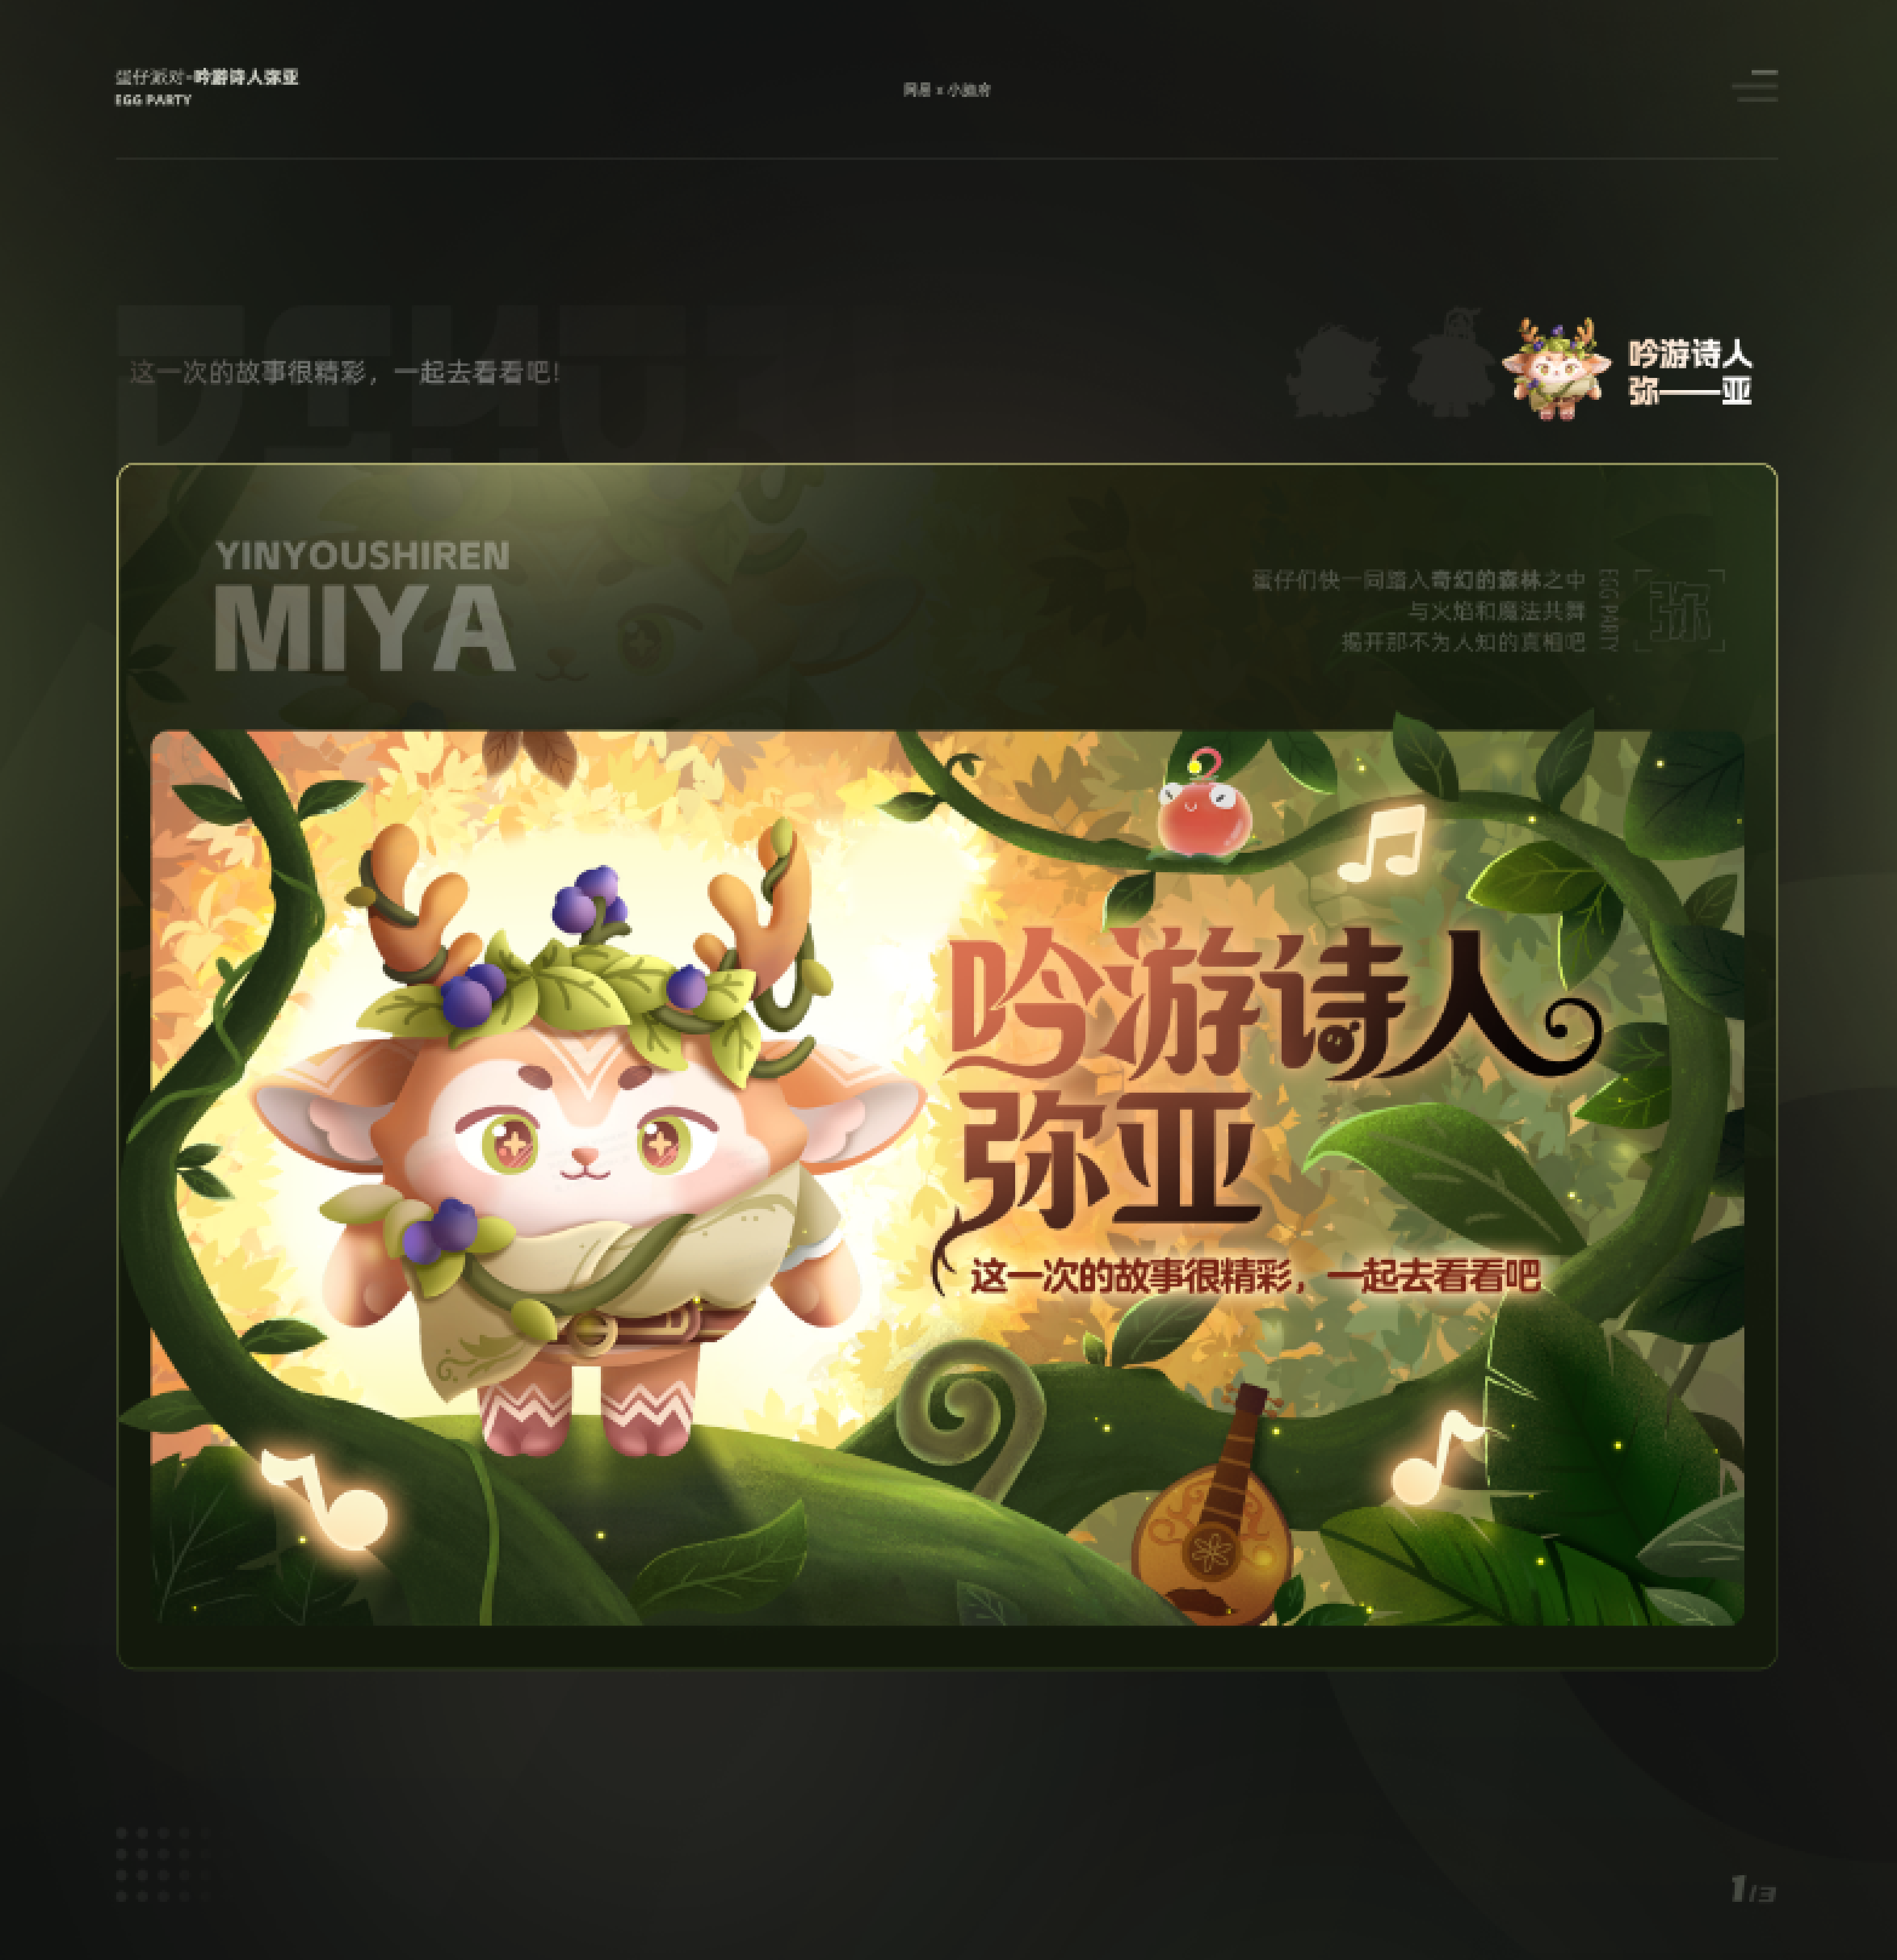 蛋仔派对-吟游诗人弥亚
EGG PARTY
网易 x 小脑府
这一次的故事很精彩，一起去看看吧!
吟游诗人
弥——亚
YINYOUSHIREN
MIYA
蛋仔们快一同踏入奇幻的森林之中
与火焰和魔法共舞
揭开那不为人知的真相吧
EGG PARTY
弥
吟游诗人
弥亚
这一次的故事很精彩，一起去看看吧
1/3